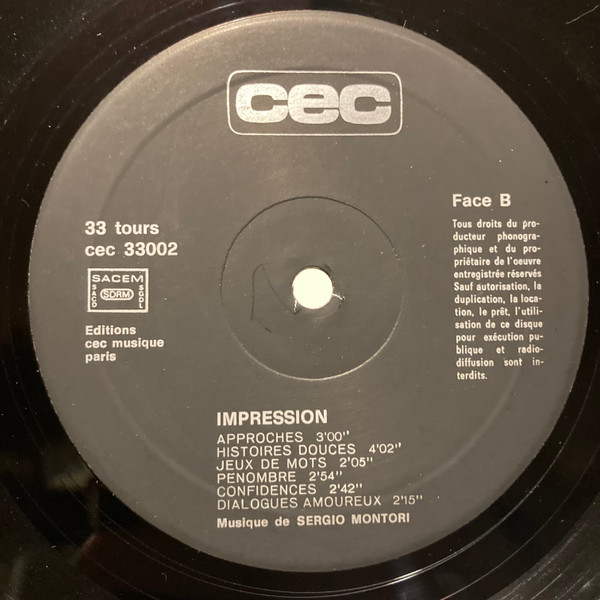 cec
33 tours
cec 33002
SACEM
SACD SDRM SGDL
Editions
cec musique
paris
Face B
Tous droits du pro-
ducteur phonogra-
phique et du pro-
priétaire de l'oeuvre
entregistrée réservés
Sauf autorisation, la
duplication, la loca-
tion, le prêt, l'utili-
sation de ce disque
pour exécution pu-
blique et radio-
diffusion sont in-
terdits.
IMPRESSION
APPROCHES 3'00''
HISTOIRES DOUCES 4'02''
JEUX DE MOTS 2'05''
PENOMBRE 2'54''
CONFIDENCES 2'42''
DIALOGUES AMOUREUX 2'15''
Musique de SERGIO MONTORI